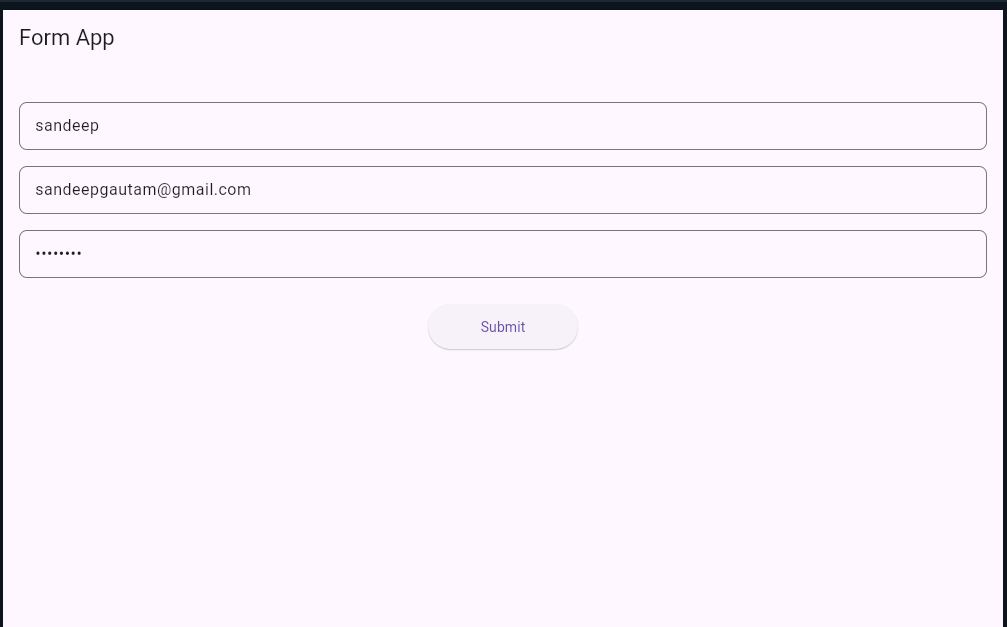 Form App
sandeep
sandeepgautam@gmail.com
••••••••
Submit